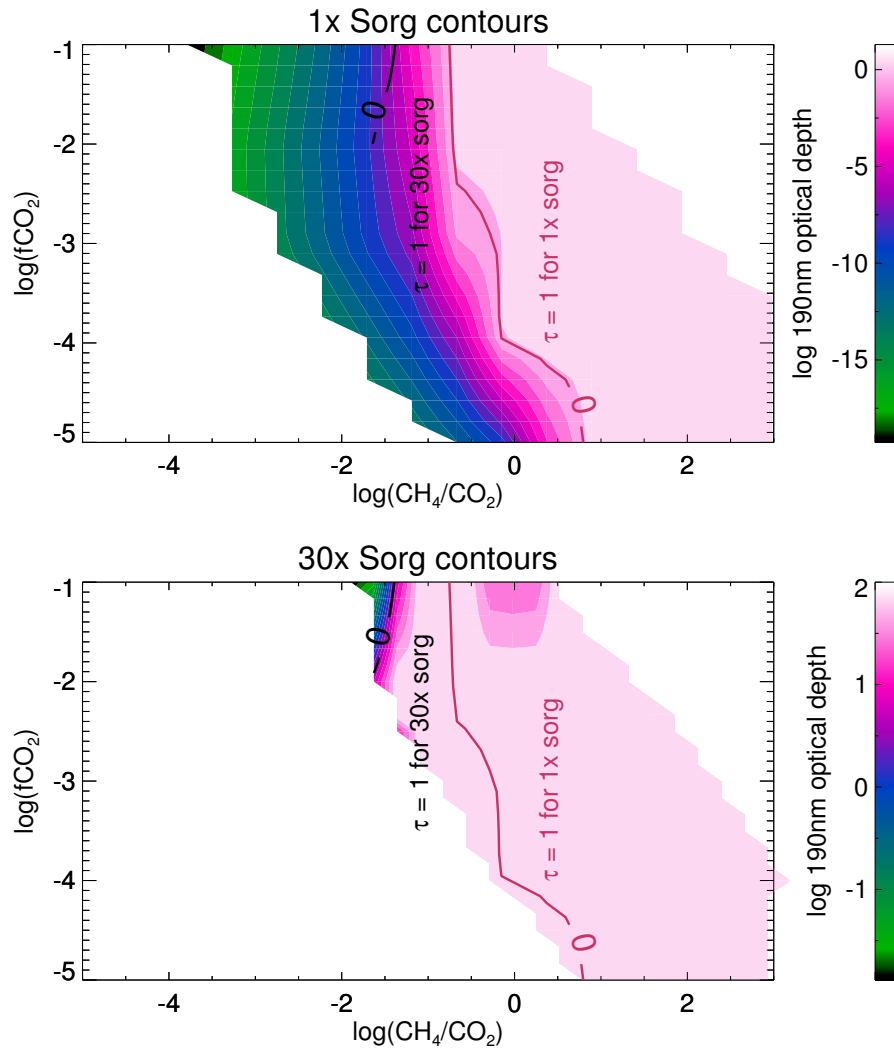 1x Sorg contours
-1
-2
-3
-4
-5
log(fCO₂)
-4
-2
0
2
log(CH₄/CO₂)
- 0
τ = 1 for 30x sorg
τ = 1 for 1x sorg
0
0
-5
-10
-15
log 190nm optical depth
30x Sorg contours
-1
-2
-3
-4
-5
log(fCO₂)
-4
-2
0
2
log(CH₄/CO₂)
0
τ = 1 for 30x sorg
τ = 1 for 1x sorg
0
2
1
0
-1
log 190nm optical depth